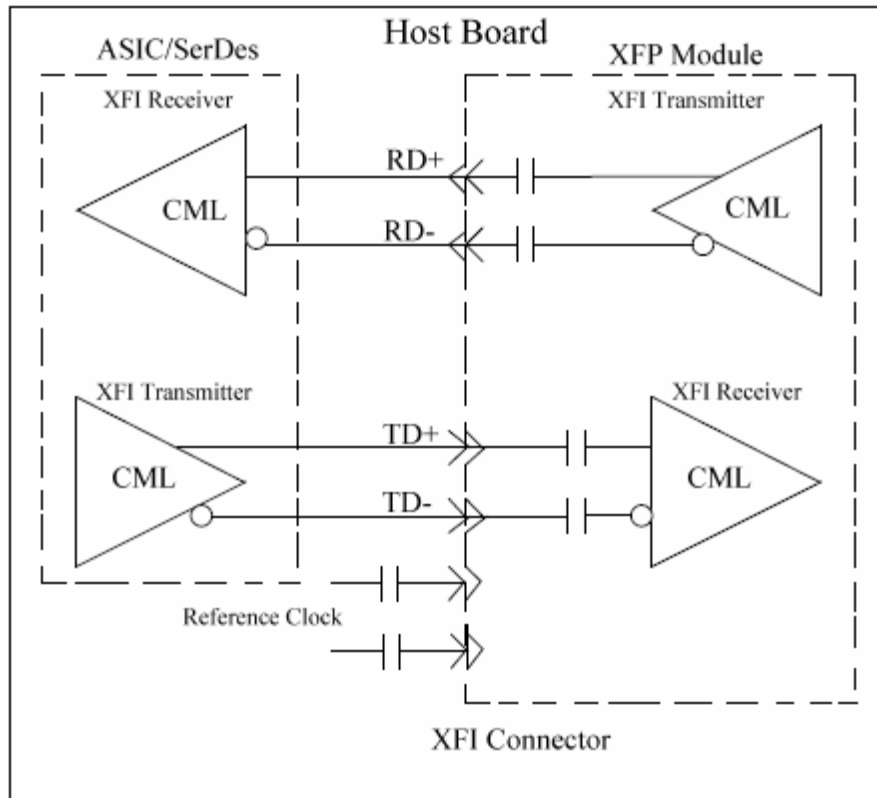 Host Board
ASIC/SerDes
XFP Module
XFI Receiver
XFI Transmitter
RD+
CML
CML
RD-
XFI Transmitter
XFI Receiver
TD+
CML
CML
TD-
Reference Clock
XFI Connector